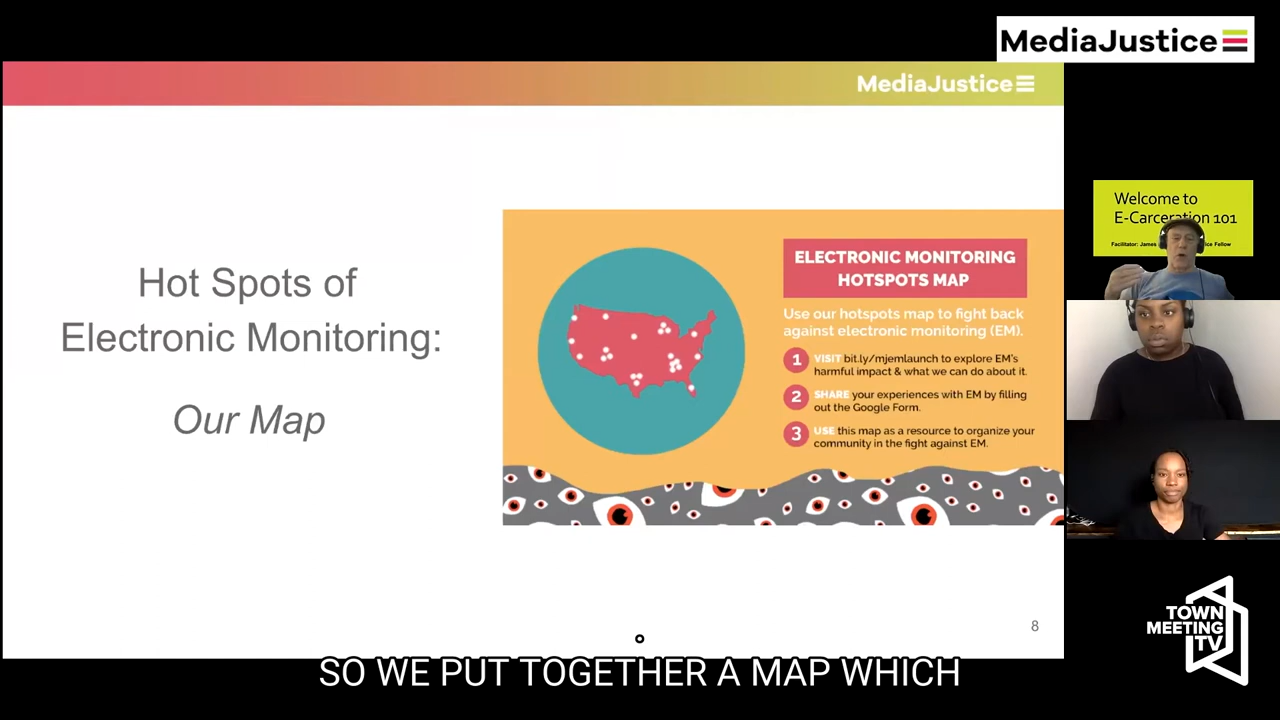 MediaJustice
MediaJustice
Welcome to
E-Carceration 101
Facilitator: James
ce Fellow
Hot Spots of
Electronic Monitoring:
Our Map
ELECTRONIC MONITORING
HOTSPOTS MAP
Use our hotspots map to fight back
against electronic monitoring (EM).
1 VISIT bit.ly/mjemlaunch to explore EM's
harmful impact & what we can do about it.
2 SHARE your experiences with EM by filling
out the Google Form.
3 USE this map as a resource to organize your
community in the fight against EM.
8
TOWN
MEETING
TV
SO WE PUT TOGETHER A MAP WHICH